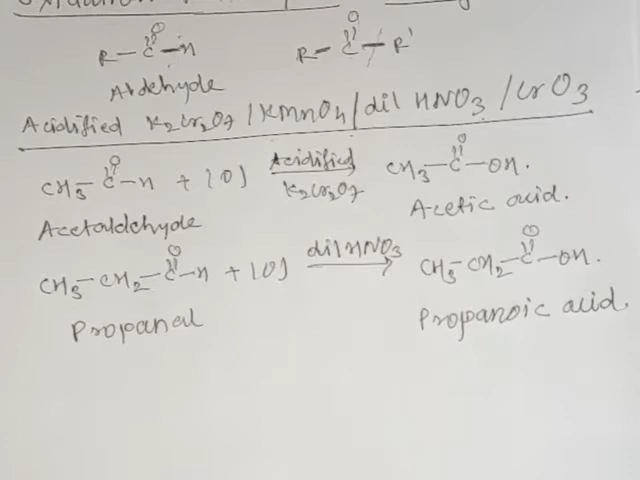 R-C(=O)-H R-C(=O)-R'
Aldehyde
Acidified K2Cr2O7 / KMnO4 / dil HNO3 / CrO3
CH3-C(=O)-H + [O] Acidified K2Cr2O7 → CH3-C(=O)-OH.
Acetaldehyde Acetic acid.
CH3-CH2-C(=O)-H + [O] dil HNO3 → CH3-CH2-C(=O)-OH.
Propanal Propanoic acid.